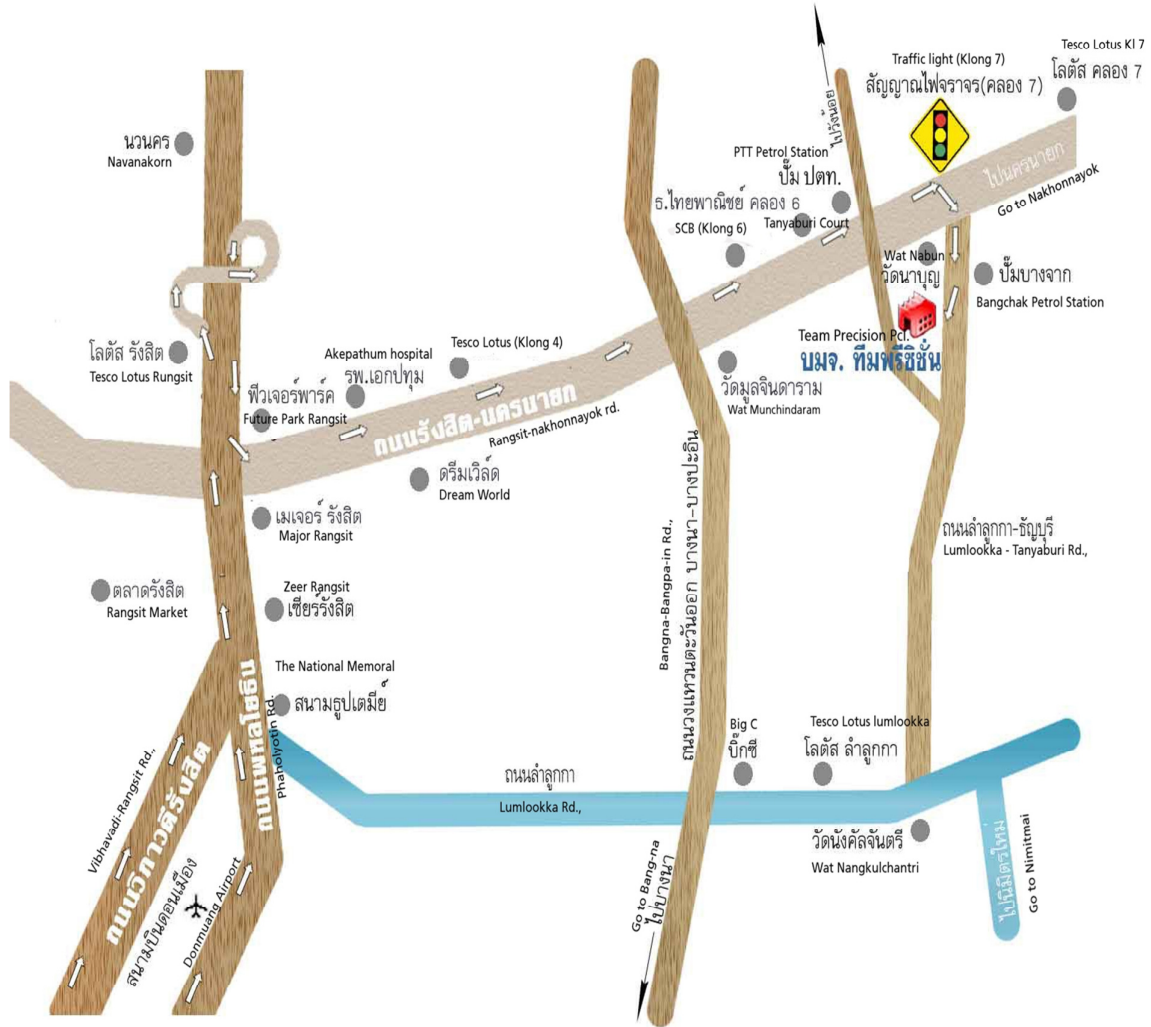 Tesco Lotus Kl 7
โลตัส คลอง 7
Traffic light (Klong 7)
สัญญาณไฟจราจร(คลอง 7)
ไปวังน้อย
นวนคร
Navanakorn
PTT Petrol Station
ปั๊ม ปตท.
ไปนครนายก
Go to Nakhonnayok
ธ.ไทยพาณิชย์ คลอง 6
SCB (Klong 6)
Tanyaburi Court
Wat Nabun
วัดนาบุญ
ปั๊มบางจาก
Bangchak Petrol Station
Team Precision Pcl.
บมจ. ทีมพรีซิชั่น
โลตัส รังสิต
Tesco Lotus Rungsit
Akepathum hospital
รพ.เอกปทุม
Tesco Lotus (Klong 4)
ฟิวเจอร์พาร์ค
Future Park Rangsit
ถนนรังสิต-นครนายก
Rangsit-nakhonnayok rd.
วัดมูลจินดาราม
Wat Munchindaram
ดรีมเวิล์ด
Dream World
เมเจอร์ รังสิต
Major Rangsit
ถนนลำลูกกา-ธัญบุรี
Lumlookka - Tanyaburi Rd.,
ตลาดรังสิต
Rangsit Market
Zeer Rangsit
เซียร์รังสิต
Bangna-Bangpa-in Rd.,
ถนนวงแหวนตะวันออก บางนา-บางปะอิน
The National Memoral
สนามธูปเตมีย์
ถนนพหลโยธิน
Phaholyotin Rd.
Vibhavadi-Rangsit Rd.,
ถนนวิภาวดีรังสิต
สนามบินดอนเมือง
Donmuang Airport
ถนนลำลูกกา
Lumlookka Rd.,
Big C
บิ๊กซี
Tesco Lotus lumlookka
โลตัส ลำลูกกา
วัดนังคัลจันตรี
Wat Nangkulchantri
Go to Bang-na
ไปบางนา
ไปนิมิตรใหม่
Go to Nimitmai